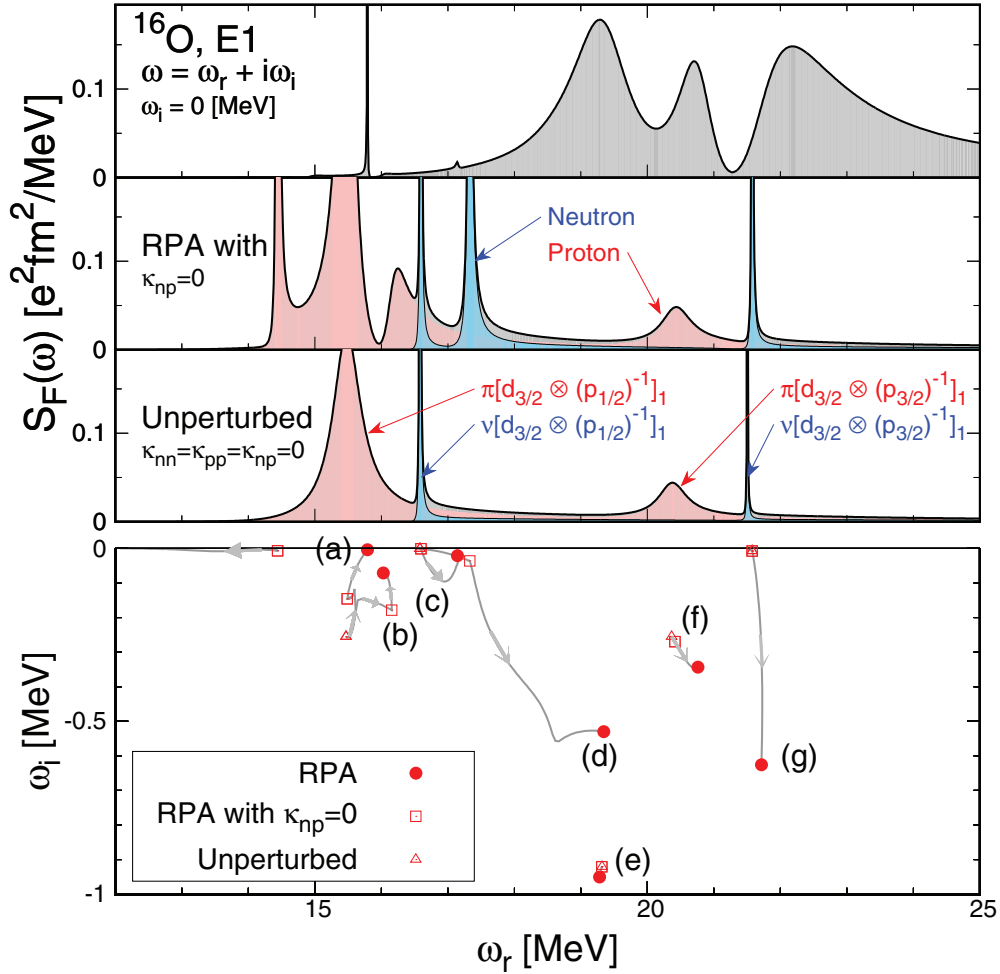 ¹⁶O, E1
ω = ωᵣ + iωᵢ
ωᵢ = 0 [MeV]
0.1
0
RPA with
κₙₚ=0
Neutron
Proton
0.1
0
Unperturbed
κₙₙ=κₚₚ=κₙₚ=0
π[d₃/₂ ⊗ (p₁/₂)⁻¹]₁
ν[d₃/₂ ⊗ (p₁/₂)⁻¹]₁
π[d₃/₂ ⊗ (p₃/₂)⁻¹]₁
ν[d₃/₂ ⊗ (p₃/₂)⁻¹]₁
0.1
0
S_F(ω) [e²fm²/MeV]
0
-0.5
-1
ωᵢ [MeV]
(a)
(b)
(c)
(d)
(e)
(f)
(g)
RPA
RPA with κₙₚ=0
Unperturbed
15
20
25
ωᵣ [MeV]